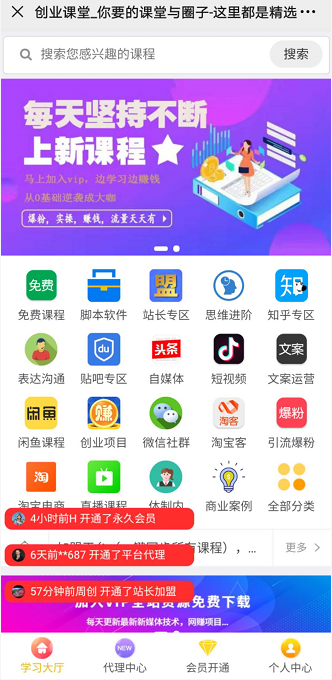 创业课堂_你要的课堂与圈子-这里都是精选
搜索您感兴趣的课程
搜索
每天坚持不断
上新课程
马上加入vip，边学习边赚钱
从0基础逆袭成大咖
爆粉，实操，赚钱，流量天天有
免费
盟
知
免费课程
脚本软件
站长专区
思维进阶
知乎专区
du
头条
文案
表达沟通
贴吧专区
自媒体
短视频
文案运营
闲鱼
赚
淘客
爆粉
闲鱼课程
创业项目
微信社群
淘宝客
引流爆粉
淘
淘宝电商
直播课程
体制内
商业案例
全部分类
4小时前H 开通了永久会员
所有课程），…
更多
6天前**687 开通了平台代理
57分钟前周创 开通了站长加盟
加入VIP全站资源免费下载
每天更新最新新媒体技术，网赚项目...
NEW
学习大厅
代理中心
会员开通
个人中心